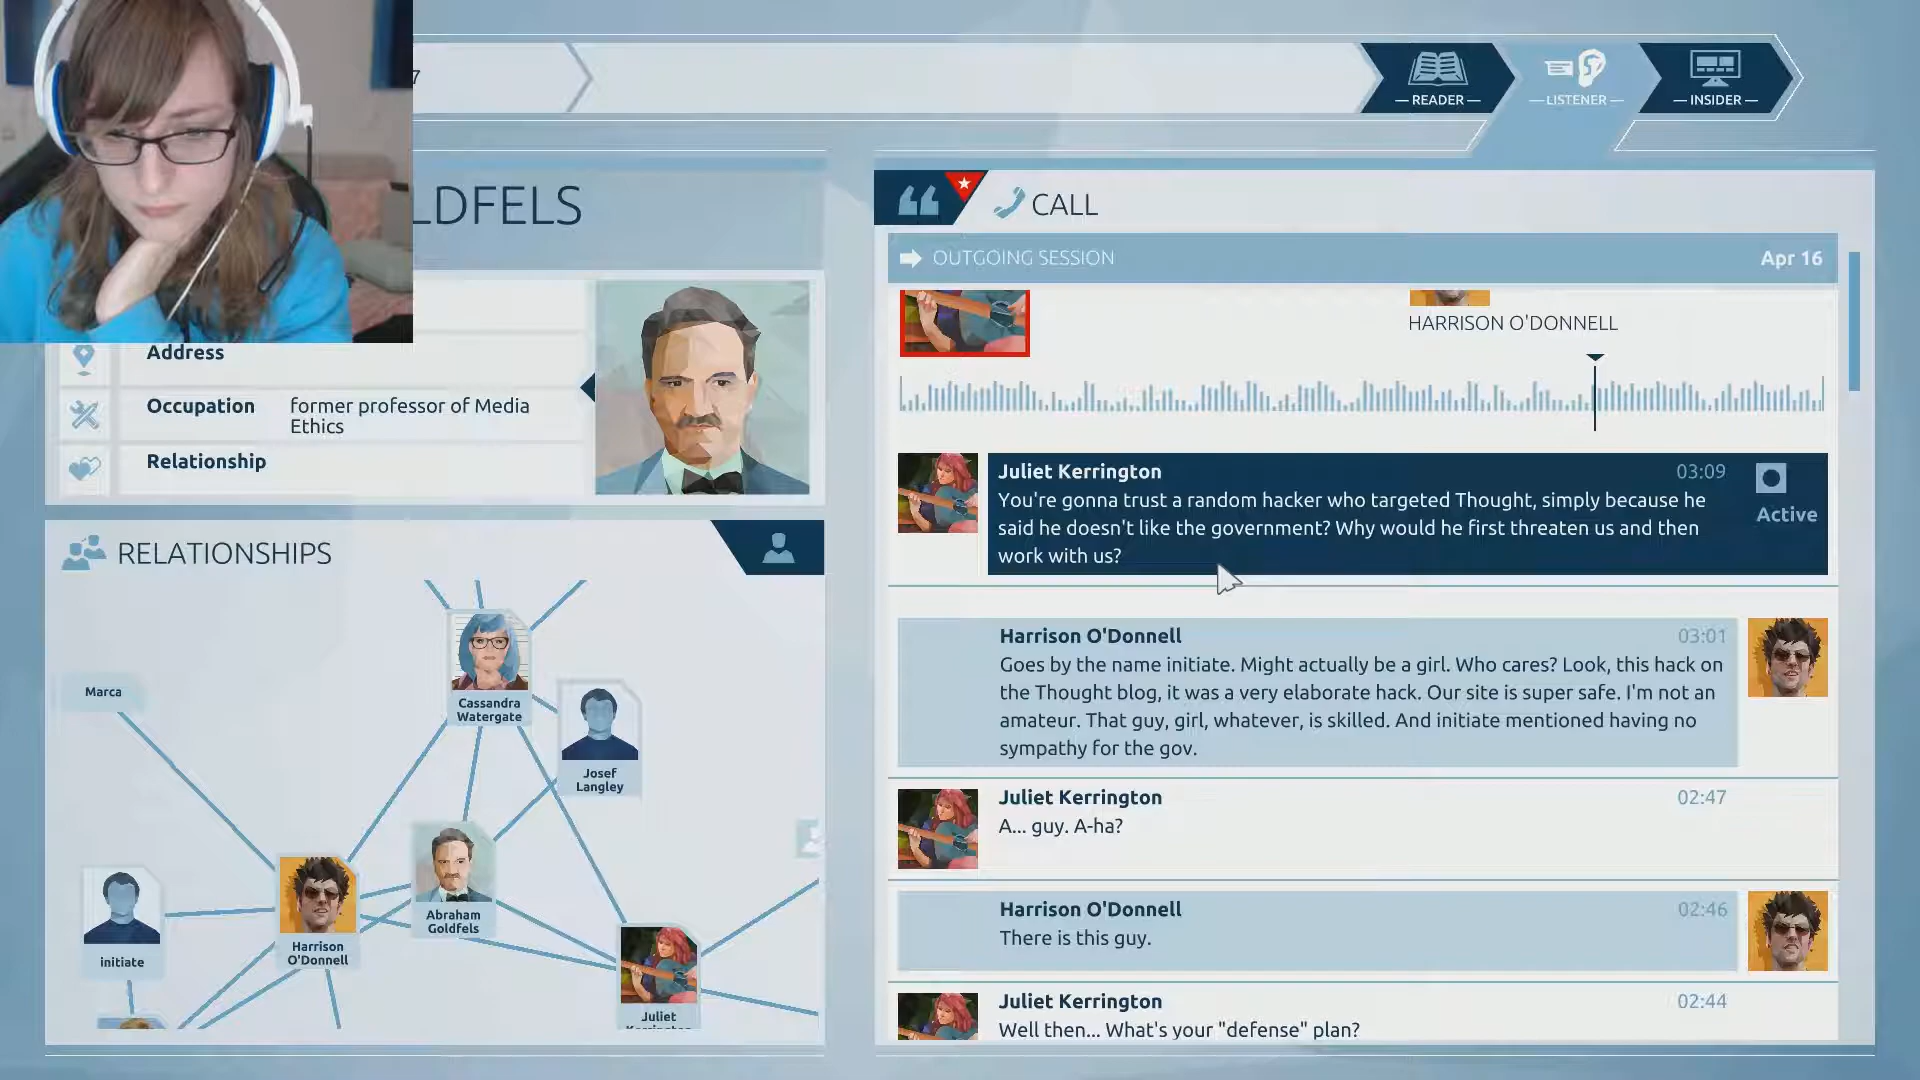 7
— READER —
— LISTENER —
— INSIDER —
LDFELS
Address
Occupation
former professor of Media
Ethics
Relationship
RELATIONSHIPS
Marca
Cassandra
Watergate
Josef
Langley
Abraham
Goldfels
Harrison
O'Donnell
initiate
Juliet
Kerrington
CALL
OUTGOING SESSION
Apr 16
HARRISON O'DONNELL
Juliet Kerrington
03:09
You're gonna trust a random hacker who targeted Thought, simply because he
said he doesn't like the government? Why would he first threaten us and then
work with us?
Active
Harrison O'Donnell
03:01
Goes by the name initiate. Might actually be a girl. Who cares? Look, this hack on
the Thought blog, it was a very elaborate hack. Our site is super safe. I'm not an
amateur. That guy, girl, whatever, is skilled. And initiate mentioned having no
sympathy for the gov.
Juliet Kerrington
02:47
A... guy. A-ha?
Harrison O'Donnell
02:46
There is this guy.
Juliet Kerrington
02:44
Well then... What's your "defense" plan?